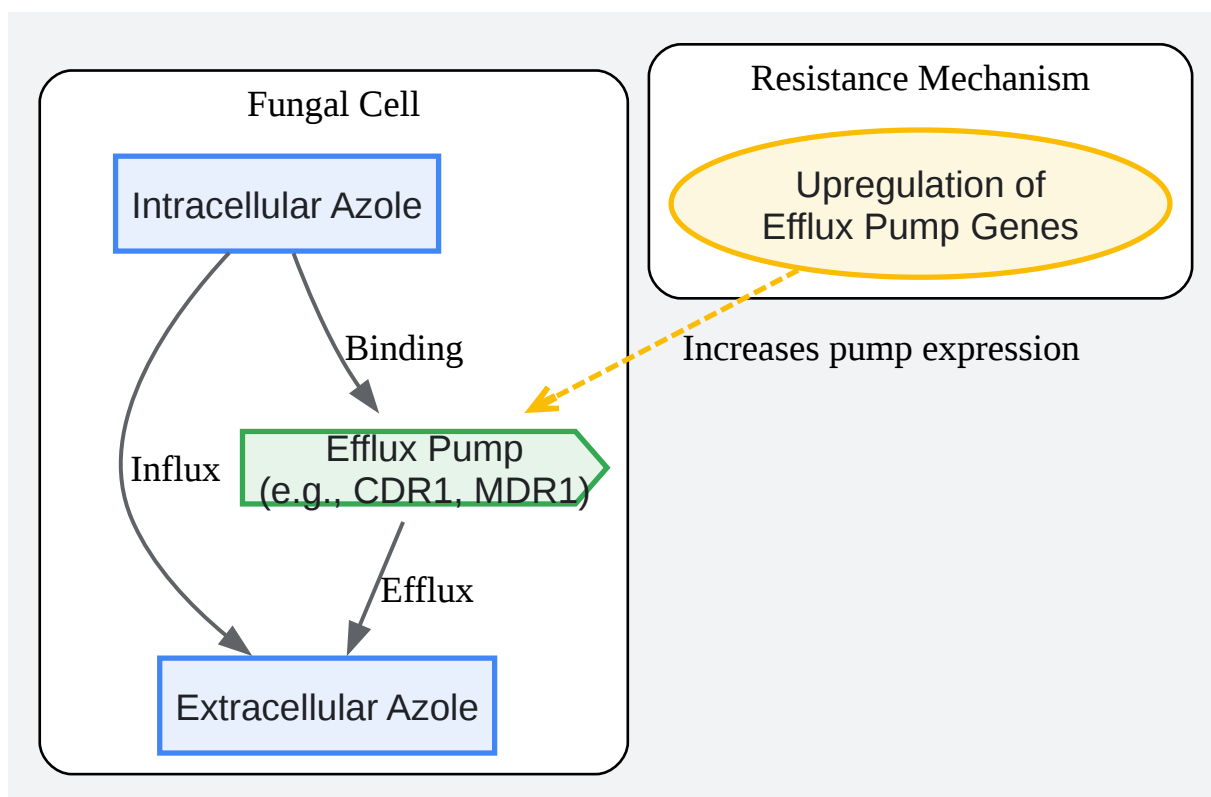 Fungal Cell
Intracellular Azole
Binding
Influx
Efflux Pump
(e.g., CDR1, MDR1)
Efflux
Extracellular Azole
Resistance Mechanism
Upregulation of
Efflux Pump Genes
Increases pump expression